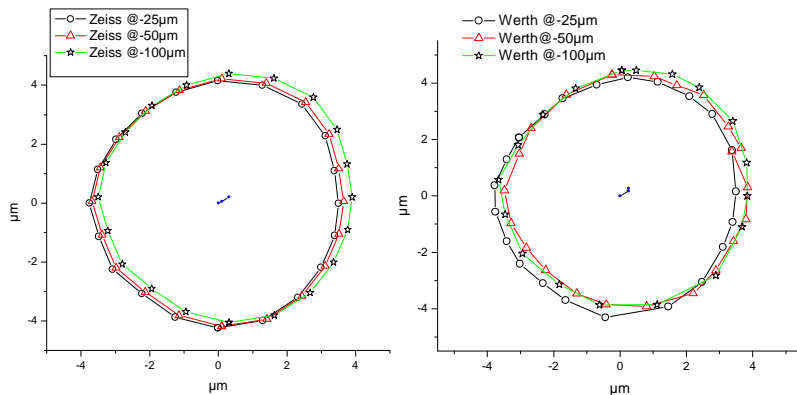 Zeiss @-25µm
Zeiss @-50µm
Zeiss @-100µm
4
2
0
-2
-4
µm
-4 -2 0 2 4
µm
Werth @-25µm
Werth@-50µm
Werth @-100µm
4
2
0
-2
-4
µm
-4 -2 0 2 4
µm